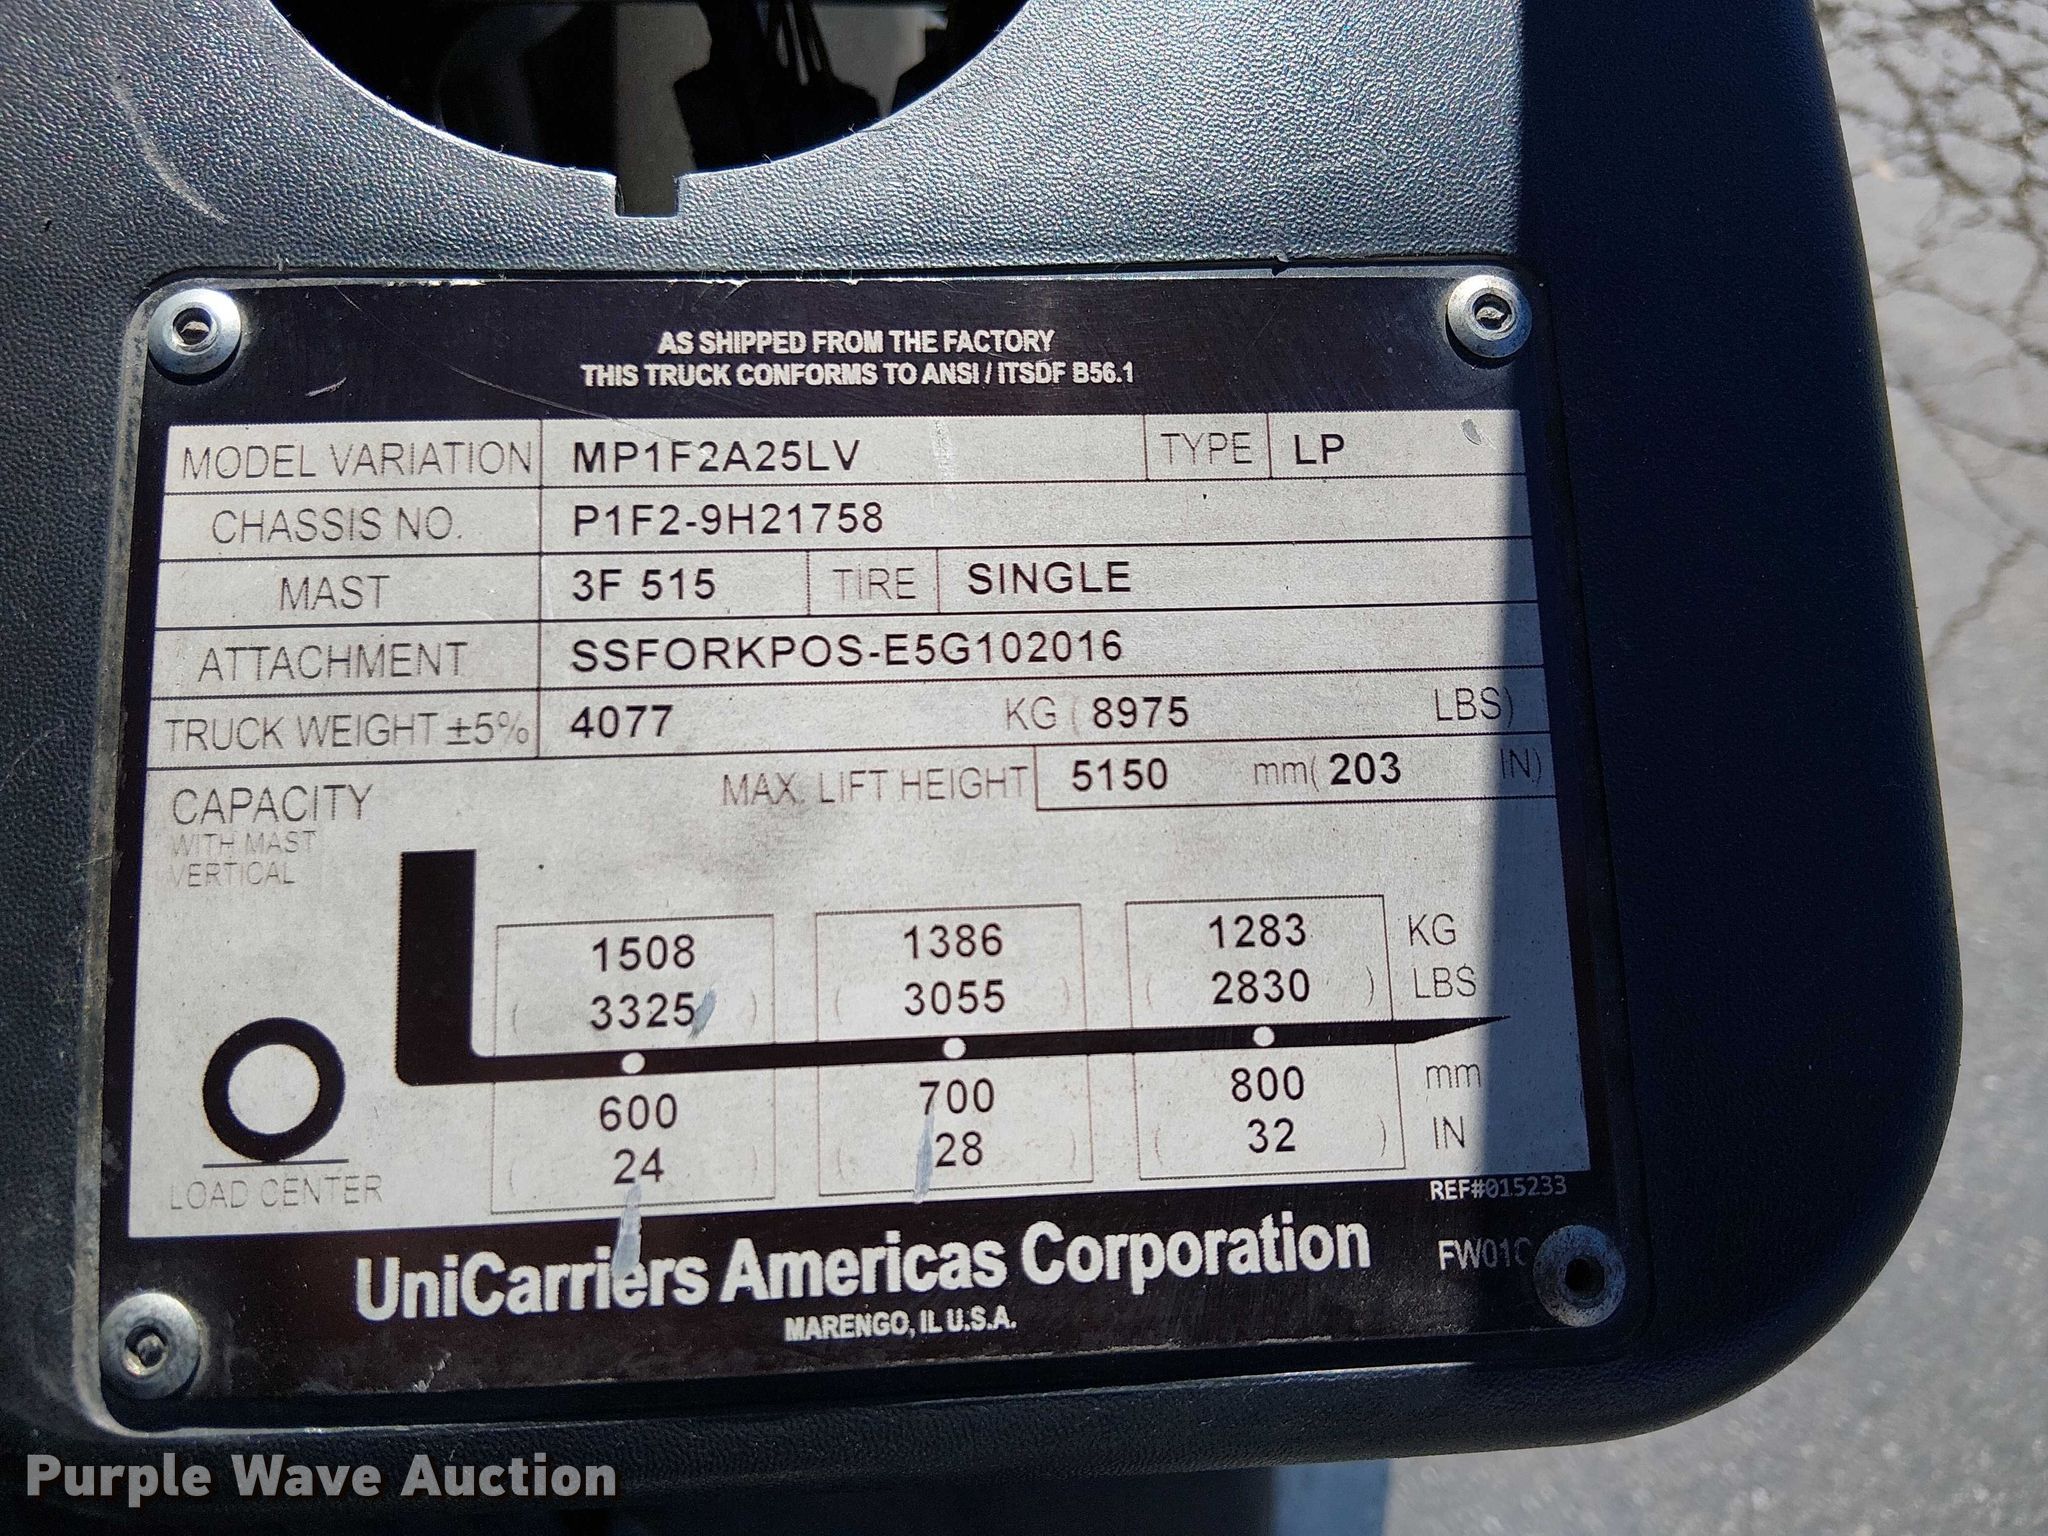 AS SHIPPED FROM THE FACTORY
THIS TRUCK CONFORMS TO ANSI / ITSDF B56.1
MODEL VARIATION MP1F2A25LV TYPE LP
CHASSIS NO. P1F2-9H21758
MAST 3F 515 TIRE SINGLE
ATTACHMENT SSFORKPOS-E5G102016
TRUCK WEIGHT ±5% 4077 KG ( 8975 LBS)
MAX. LIFT HEIGHT 5150 mm( 203 IN)
CAPACITY
WITH MAST
VERTICAL
1508 1386 1283 KG
( 3325 ) ( 3055 ) ( 2830 ) LBS
600 700 800 mm
( 24 ) ( 28 ) ( 32 ) IN
LOAD CENTER
REF#015233
UniCarriers Americas Corporation FW01C
MARENGO, IL U.S.A.
Purple Wave Auction